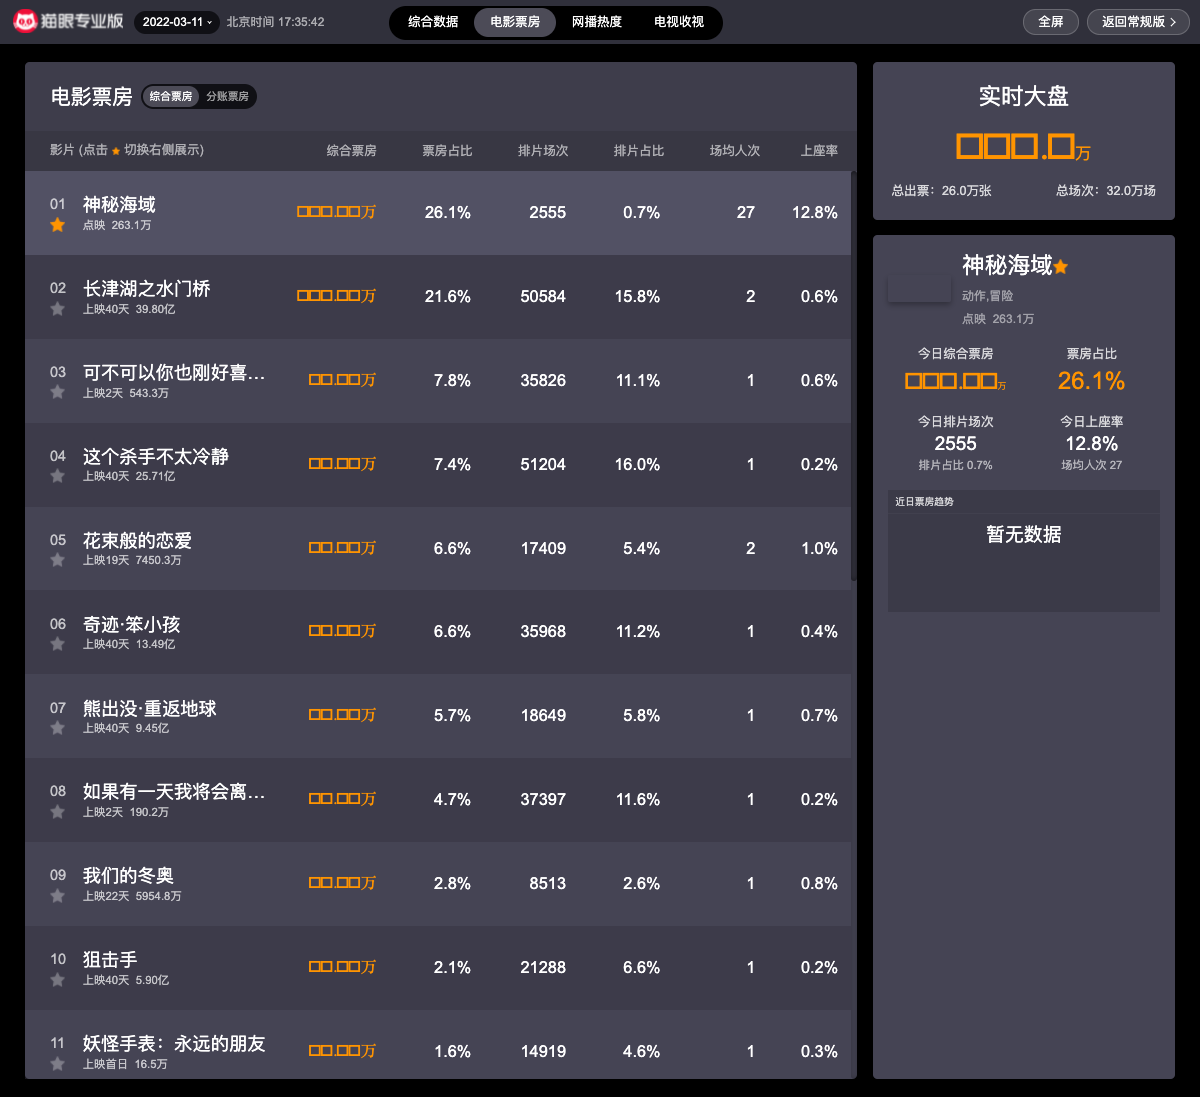 猫眼专业版 2022-03-11 北京时间 17:35:42 综合数据 电影票房 网播热度 电视收视 全屏 返回常规版
电影票房 综合票房 分账票房
影片 (点击 ★ 切换右侧展示) 综合票房 票房占比 排片场次 排片占比 场均人次 上座率
01 神秘海域 □□□.□□万 26.1% 2555 0.7% 27 12.8%
点映 263.1万
02 长津湖之水门桥 □□□.□□万 21.6% 50584 15.8% 2 0.6%
上映40天 39.80亿
03 可不可以你也刚好喜... □□.□□万 7.8% 35826 11.1% 1 0.6%
上映2天 543.3万
04 这个杀手不太冷静 □□.□□万 7.4% 51204 16.0% 1 0.2%
上映40天 25.71亿
05 花束般的恋爱 □□.□□万 6.6% 17409 5.4% 2 1.0%
上映19天 7450.3万
06 奇迹·笨小孩 □□.□□万 6.6% 35968 11.2% 1 0.4%
上映40天 13.49亿
07 熊出没·重返地球 □□.□□万 5.7% 18649 5.8% 1 0.7%
上映40天 9.45亿
08 如果有一天我将会离... □□.□□万 4.7% 37397 11.6% 1 0.2%
上映2天 190.2万
09 我们的冬奥 □□.□□万 2.8% 8513 2.6% 1 0.8%
上映22天 5954.8万
10 狙击手 □□.□□万 2.1% 21288 6.6% 1 0.2%
上映40天 5.90亿
11 妖怪手表：永远的朋友 □□.□□万 1.6% 14919 4.6% 1 0.3%
上映首日 16.5万
实时大盘
□□□.□万
总出票：26.0万张 总场次：32.0万场
神秘海域
动作,冒险
点映 263.1万
今日综合票房 票房占比
□□□.□□万 26.1%
今日排片场次 今日上座率
2555 12.8%
排片占比 0.7% 场均人次 27
近日票房趋势
暂无数据